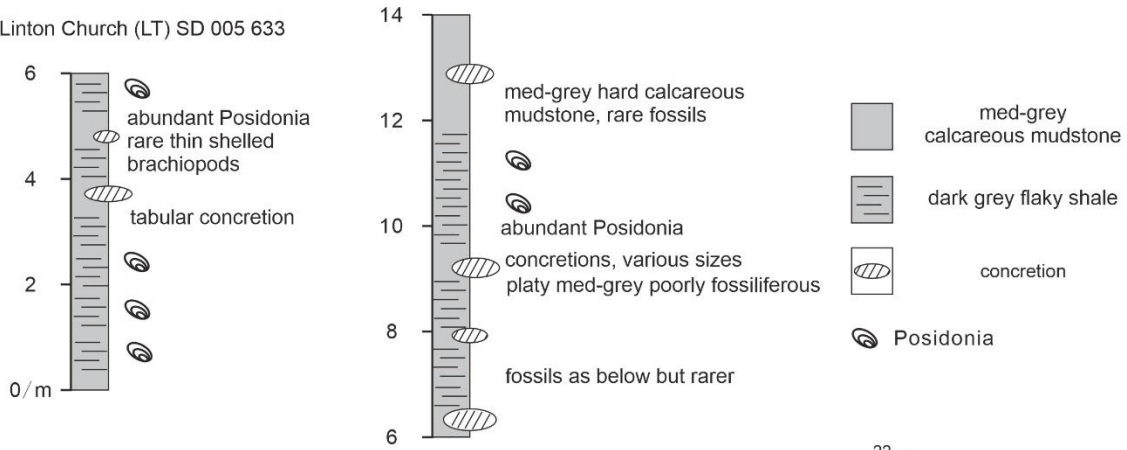 Linton Church (LT) SD 005 633
6
abundant Posidonia
rare thin shelled
brachiopods
4
tabular concretion
2
0/m
14
med-grey hard calcareous
mudstone, rare fossils
12
10
abundant Posidonia
concretions, various sizes
platy med-grey poorly fossiliferous
8
fossils as below but rarer
6
med-grey
calcareous mudstone
dark grey flaky shale
concretion
Posidonia